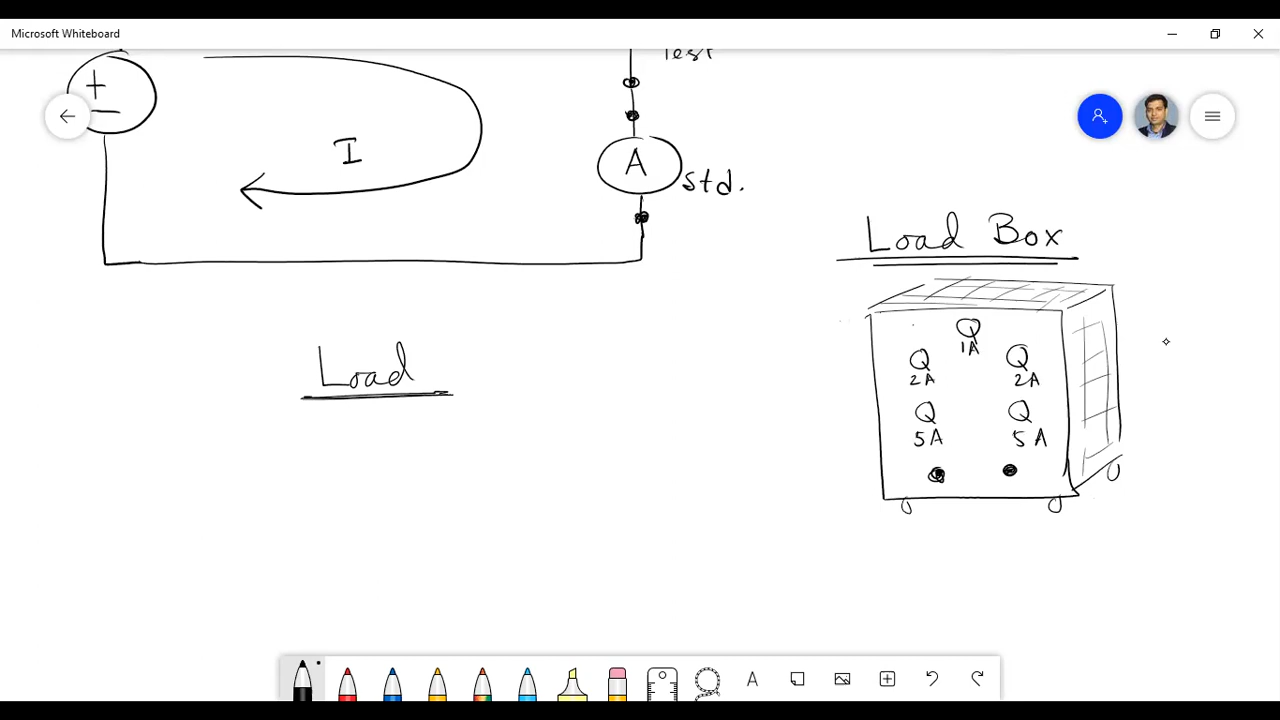 Microsoft Whiteboard
Test
+
−
I
A
std.
Load Box
Load
1A
2A 2A
5A 5A
A